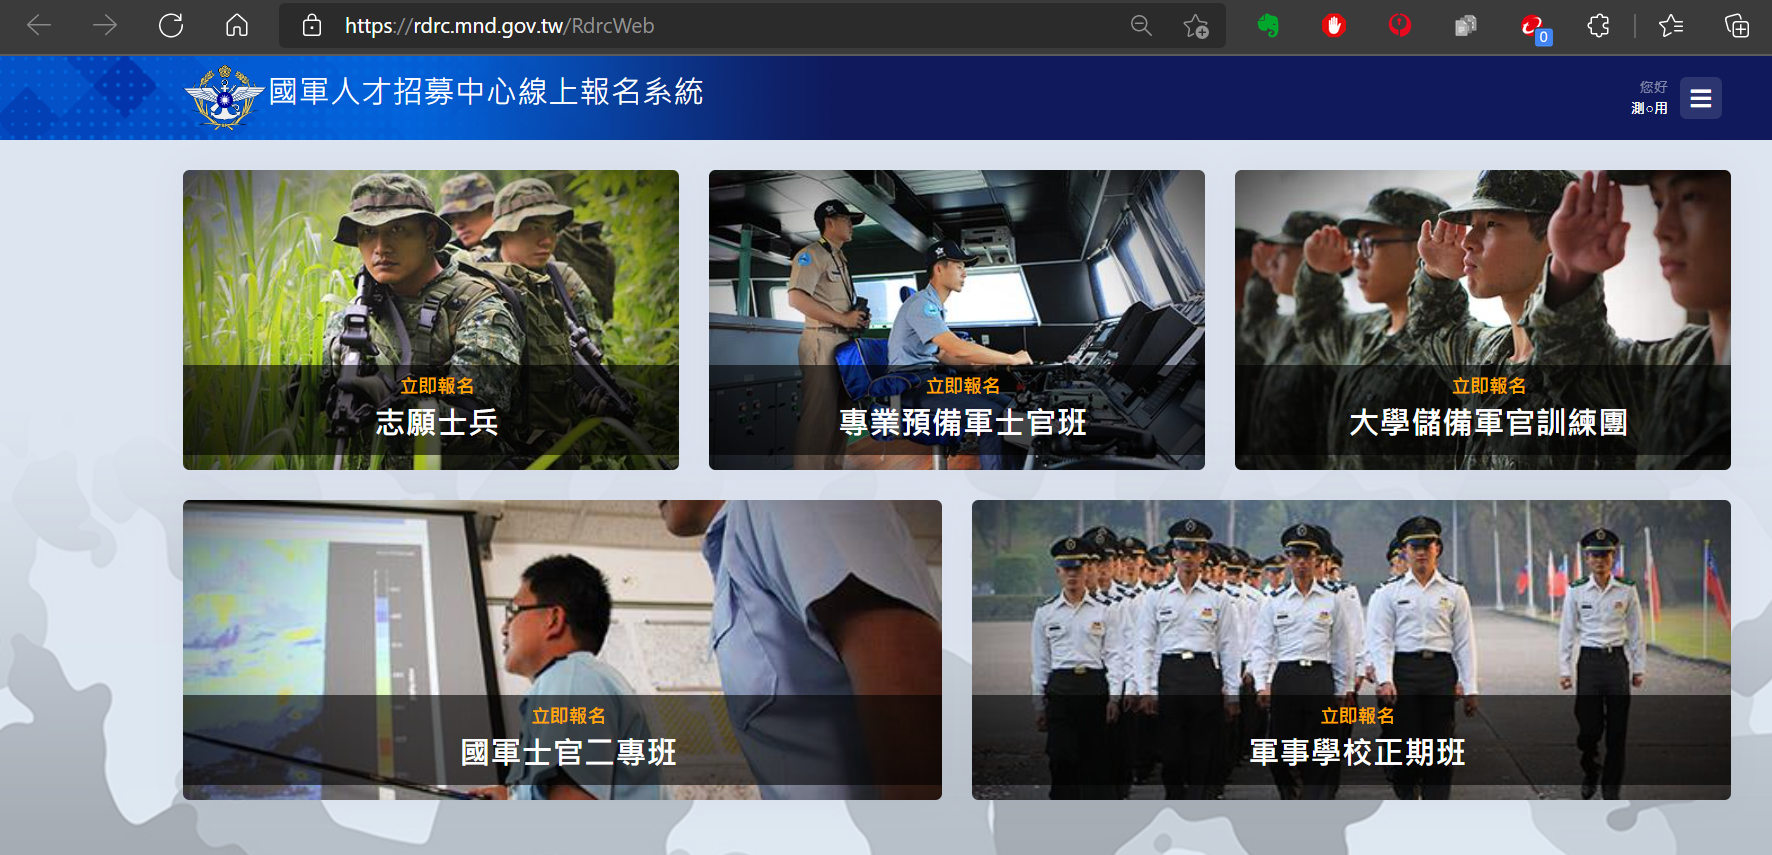 https://rdrc.mnd.gov.tw/RdrcWeb
0
國軍人才招募中心線上報名系統
您好
測○用
立即報名
志願士兵
立即報名
專業預備軍士官班
立即報名
大學儲備軍官訓練團
立即報名
國軍士官二專班
立即報名
軍事學校正期班